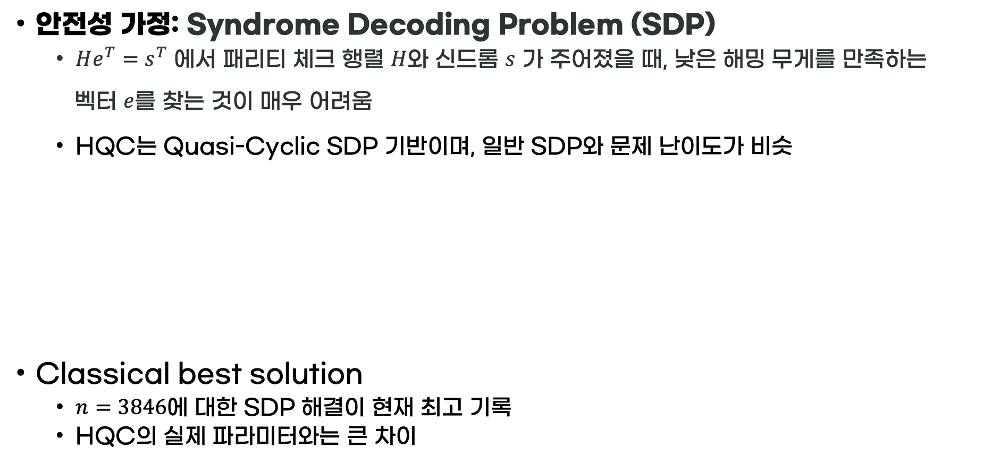 • 안전성 가정: Syndrome Decoding Problem (SDP)
• $He^T = s^T$ 에서 패리티 체크 행렬 $H$와 신드롬 $s$ 가 주어졌을 때, 낮은 해밍 무게를 만족하는
벡터 $e$를 찾는 것이 매우 어려움
• HQC는 Quasi-Cyclic SDP 기반이며, 일반 SDP와 문제 난이도가 비슷
• Classical best solution
• $n = 3846$에 대한 SDP 해결이 현재 최고 기록
• HQC의 실제 파라미터와는 큰 차이